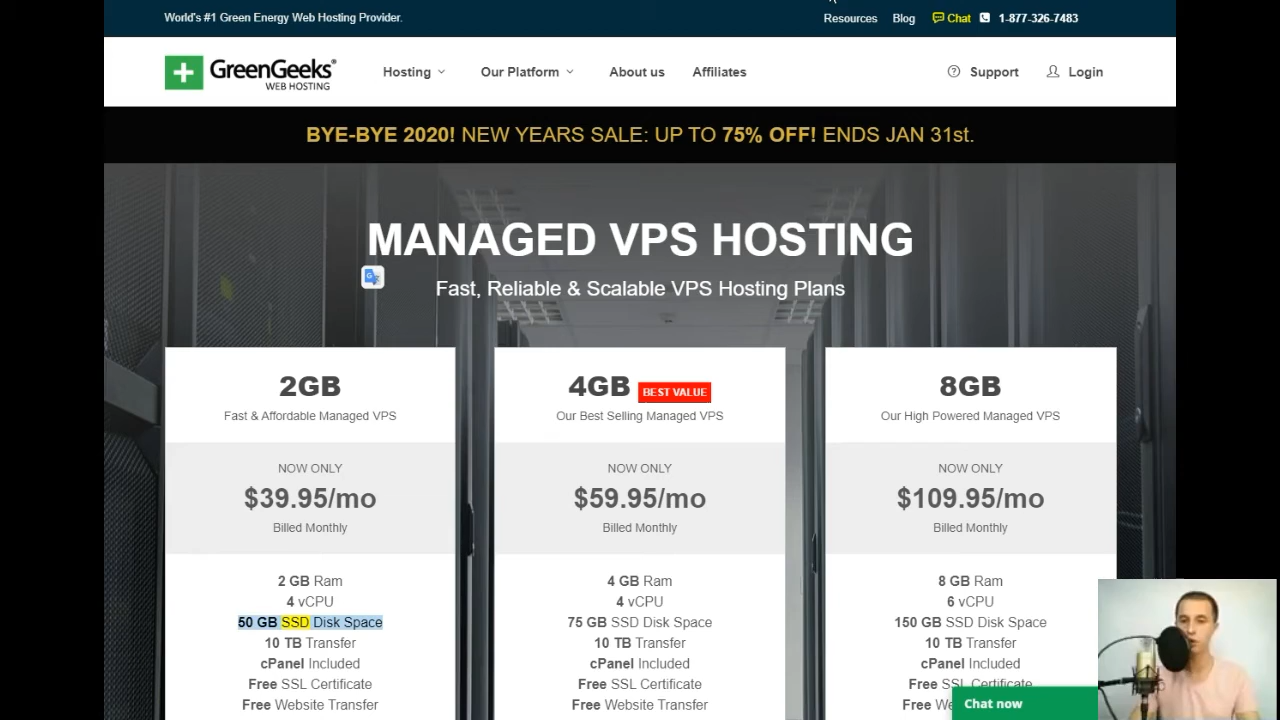 World's #1 Green Energy Web Hosting Provider.
Resources Blog Chat 1-877-326-7483
GreenGeeks®
WEB HOSTING
Hosting Our Platform About us Affiliates Support Login
BYE-BYE 2020! NEW YEARS SALE: UP TO 75% OFF! ENDS JAN 31st.
MANAGED VPS HOSTING
Fast, Reliable & Scalable VPS Hosting Plans
2GB
Fast & Affordable Managed VPS
NOW ONLY
$39.95/mo
Billed Monthly
2 GB Ram
4 vCPU
50 GB SSD Disk Space
10 TB Transfer
cPanel Included
Free SSL Certificate
Free Website Transfer
4GB BEST VALUE
Our Best Selling Managed VPS
NOW ONLY
$59.95/mo
Billed Monthly
4 GB Ram
4 vCPU
75 GB SSD Disk Space
10 TB Transfer
cPanel Included
Free SSL Certificate
Free Website Transfer
8GB
Our High Powered Managed VPS
NOW ONLY
$109.95/mo
Billed Monthly
8 GB Ram
6 vCPU
150 GB SSD Disk Space
10 TB Transfer
cPanel Included
Free SSL Certificate
Free
Chat now